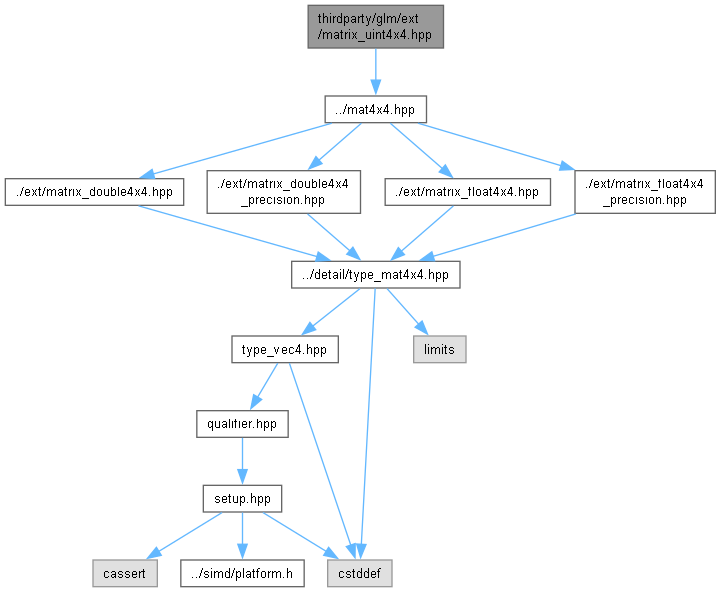 thirdparty/glm/ext
/matrix_uint4x4.hpp
../mat4x4.hpp
./ext/matrix_double4x4.hpp
./ext/matrix_double4x4
_precision.hpp
./ext/matrix_float4x4.hpp
./ext/matrix_float4x4
_precision.hpp
../detail/type_mat4x4.hpp
type_vec4.hpp
limits
qualifier.hpp
setup.hpp
cassert
../simd/platform.h
cstddef